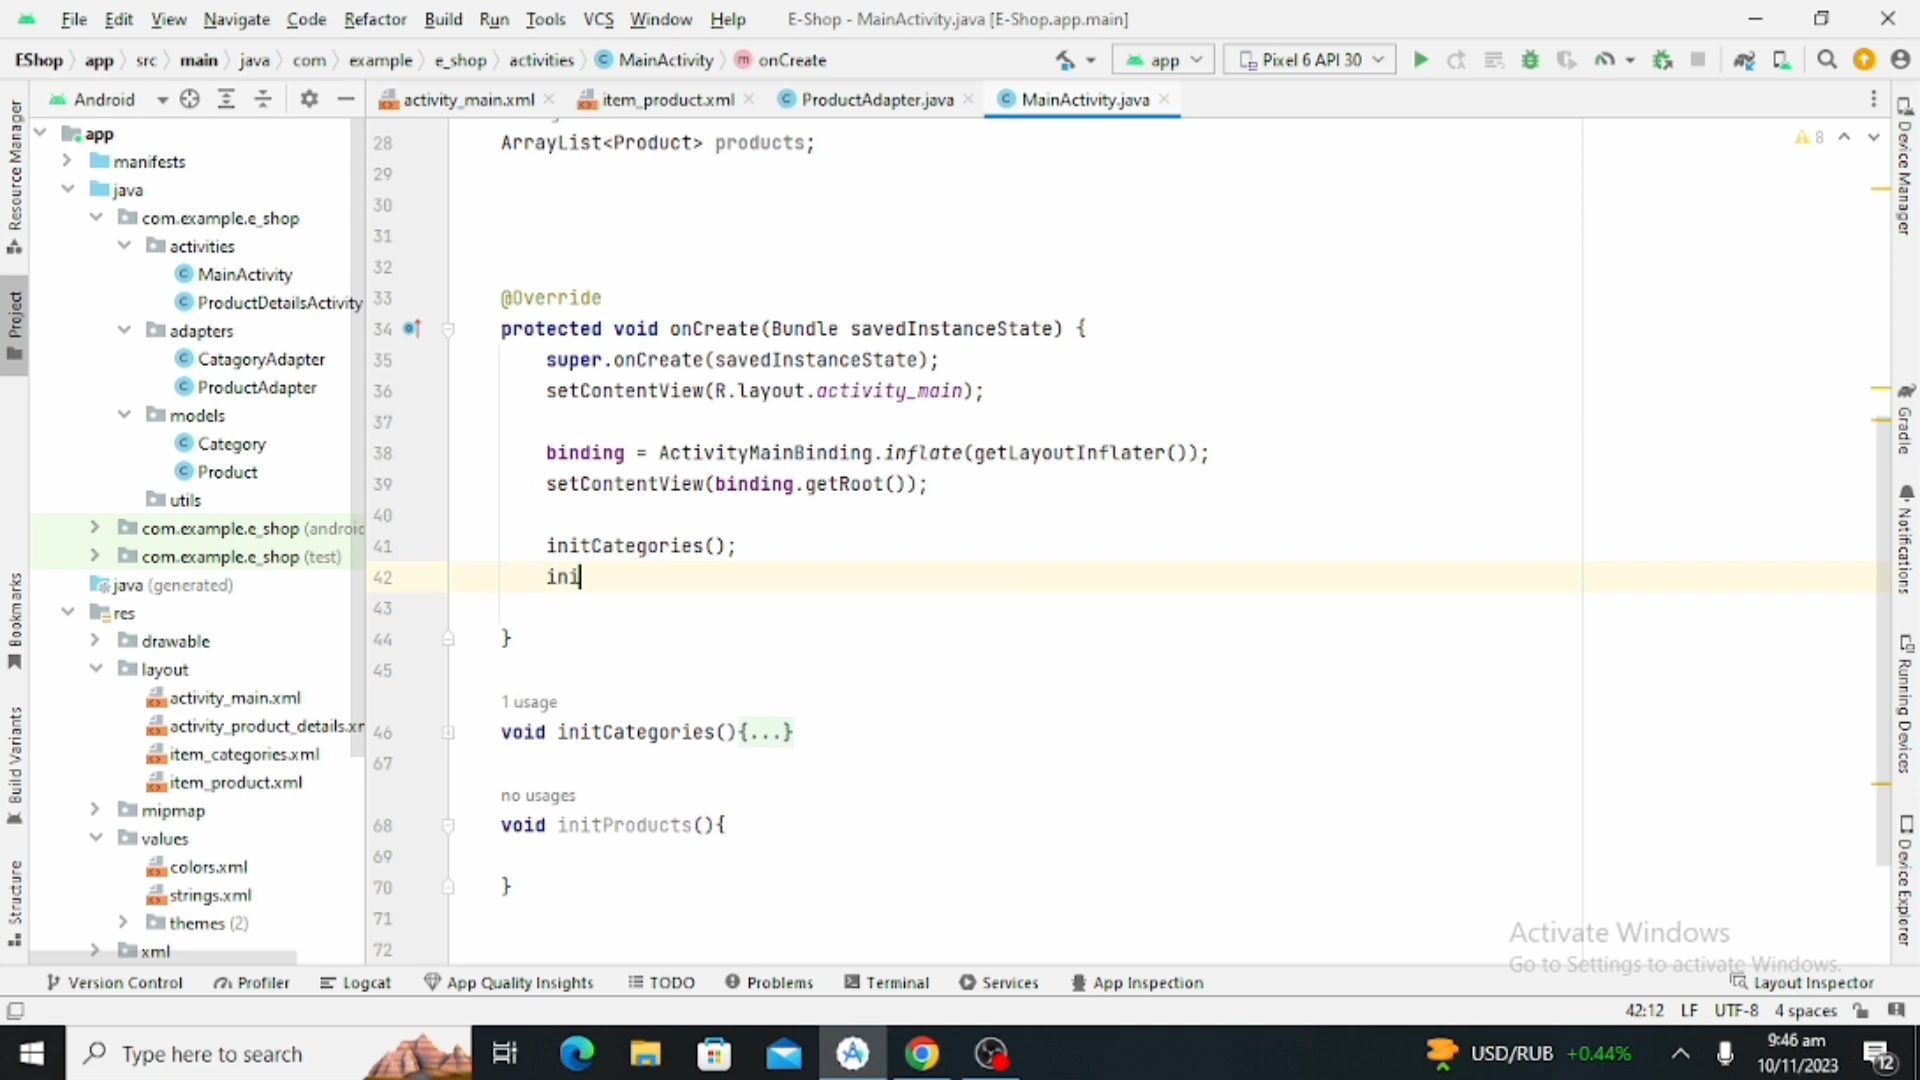 File Edit View Navigate Code Refactor Build Run Tools VCS Window Help E-Shop - MainActivity.java [E-Shop.app.main]
EShop app src main java com example e_shop activities MainActivity onCreate app Pixel 6 API 30
Android activity_main.xml item_product.xml ProductAdapter.java MainActivity.java
Resource Manager
Project
Bookmarks
Build Variants
Structure
app
manifests
java
com.example.e_shop
activities
MainActivity
ProductDetailsActivity
adapters
CatagoryAdapter
ProductAdapter
models
Category
Product
utils
com.example.e_shop (android
com.example.e_shop (test)
java (generated)
res
drawable
layout
activity_main.xml
activity_product_details.xm
item_categories.xml
item_product.xml
mipmap
values
colors.xml
strings.xml
themes (2)
xml
8
28 ArrayList<Product> products;
29
30
31
32
33 @Override
34 protected void onCreate(Bundle savedInstanceState) {
35 super.onCreate(savedInstanceState);
36 setContentView(R.layout.activity_main);
37
38 binding = ActivityMainBinding.inflate(getLayoutInflater());
39 setContentView(binding.getRoot());
40
41 initCategories();
42 ini
43
44 }
45
1 usage
46 void initCategories(){...}
67
no usages
68 void initProducts(){
69
70 }
71
72
Device Manager
Gradle
Notifications
Running Devices
Device Explorer
Activate Windows
Go to Settings to activate Windows.
Version Control Profiler Logcat App Quality Insights TODO Problems Terminal Services App Inspection Layout Inspector
42:12 LF UTF-8 4 spaces
Type here to search USD/RUB +0.44% 9:46 am
10/11/2023
12